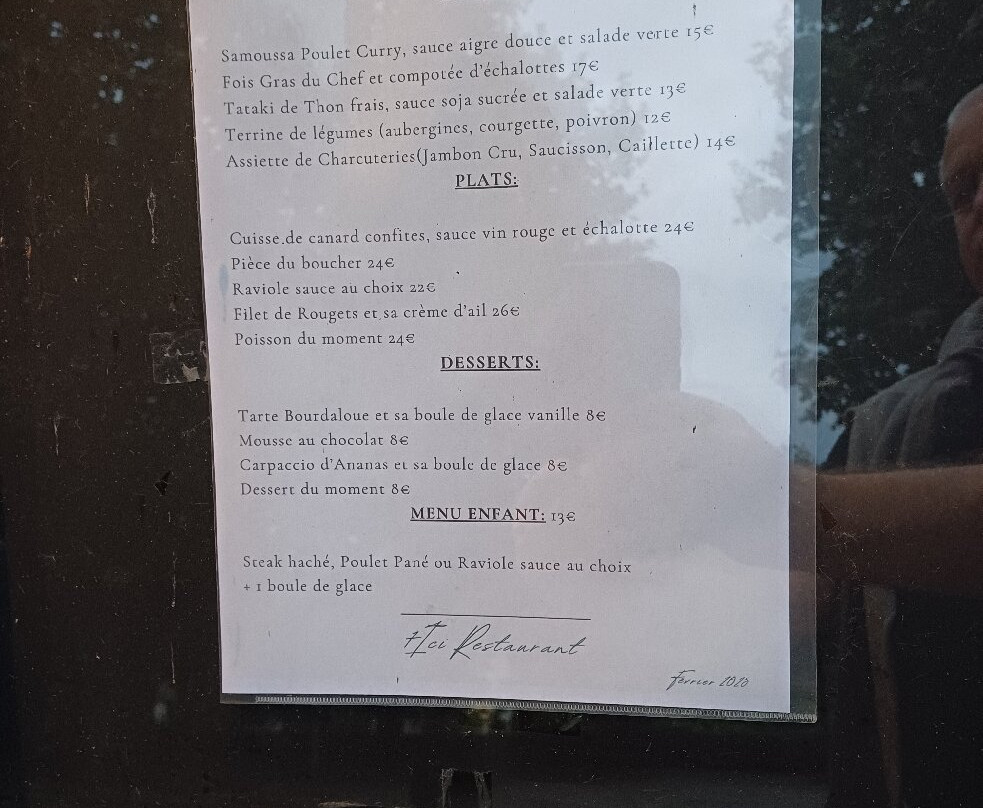 Samoussa Poulet Curry, sauce aigre douce et salade verte 15€
Fois Gras du Chef et compotée d'échalottes 17€
Tataki de Thon frais, sauce soja sucrée et salade verte 13€
Terrine de légumes (aubergines, courgette, poivron) 12€
Assiette de Charcuteries(Jambon Cru, Saucisson, Caillette) 14€
PLATS:
Cuisse de canard confites, sauce vin rouge et échalotte 24€
Pièce du boucher 24€
Raviole sauce au choix 22€
Filet de Rougets et sa crème d'ail 26€
Poisson du moment 24€
DESSERTS:
Tarte Bourdaloue et sa boule de glace vanille 8€
Mousse au chocolat 8€
Carpaccio d'Ananas et sa boule de glace 8€
Dessert du moment 8€
MENU ENFANT: 13€
Steak haché, Poulet Pané ou Raviole sauce au choix
+ 1 boule de glace
Ici Restaurant
Fevrier 2020